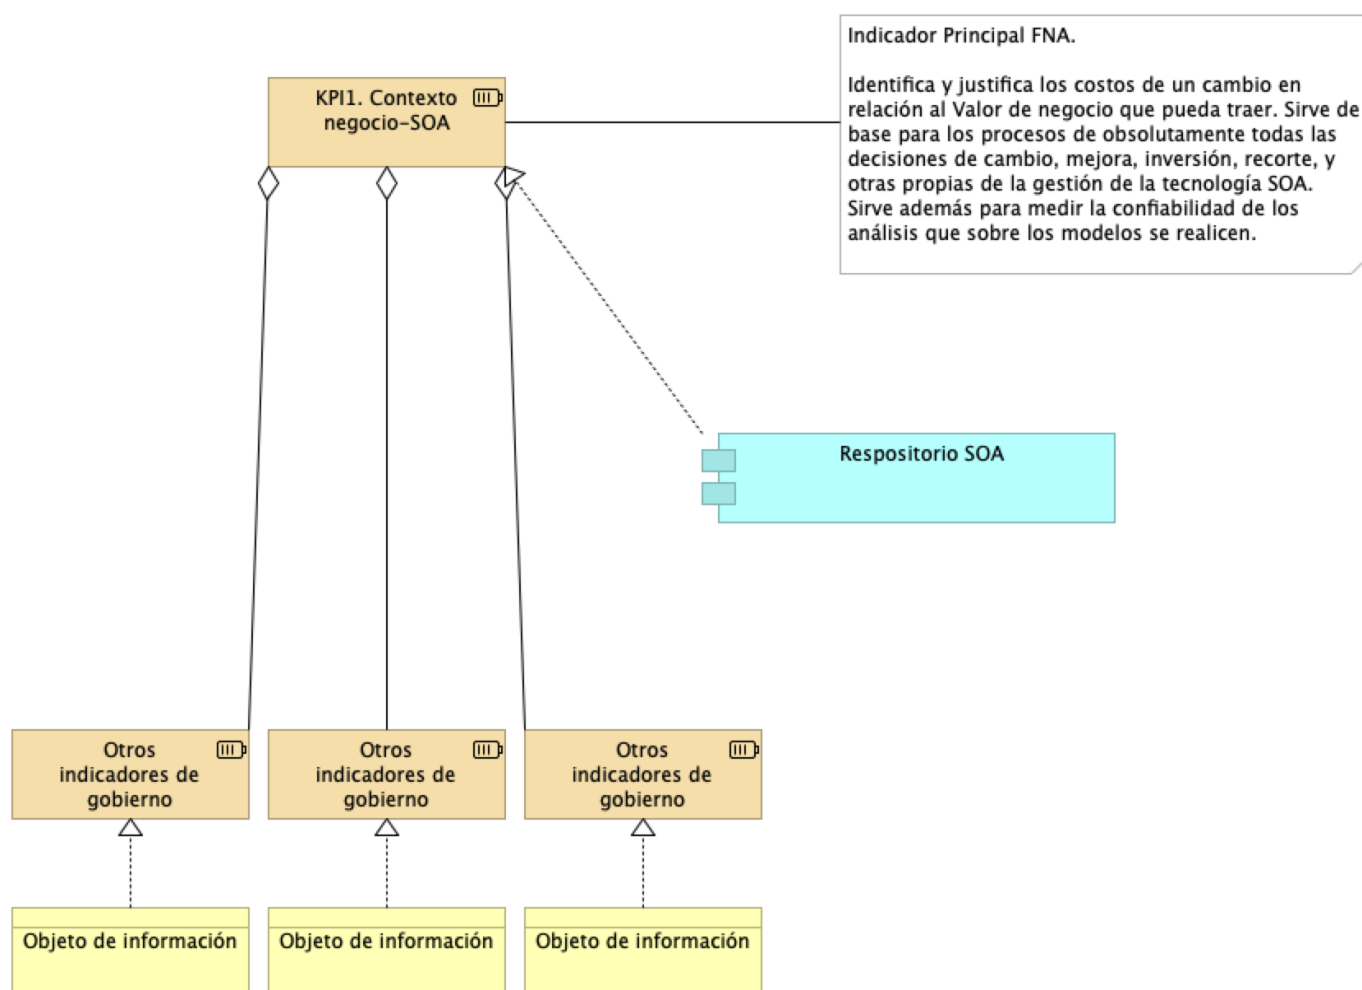 Indicador Principal FNA.
Identifica y justifica los costos de un cambio en
relación al Valor de negocio que pueda traer. Sirve de
base para los procesos de obsolutamente todas las
decisiones de cambio, mejora, inversión, recorte, y
otras propias de la gestión de la tecnología SOA.
Sirve además para medir la confiabilidad de los
análisis que sobre los modelos se realicen.
KPI1. Contexto
negocio-SOA
Respositorio SOA
Otros
indicadores de
gobierno
Otros
indicadores de
gobierno
Otros
indicadores de
gobierno
Objeto de información
Objeto de información
Objeto de información